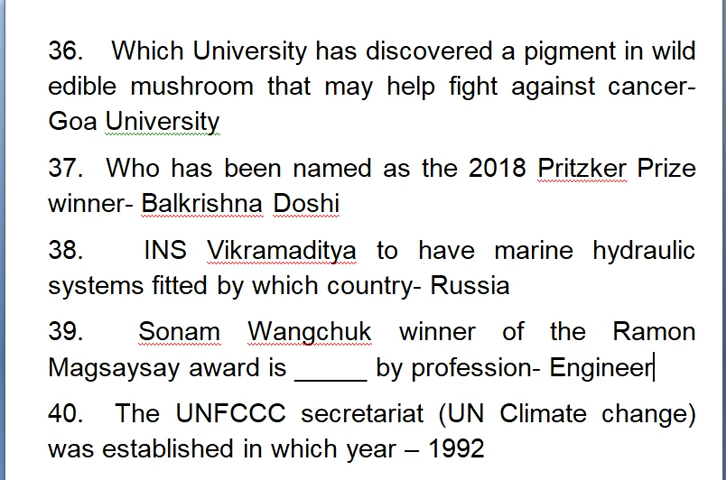 36. Which University has discovered a pigment in wild
edible mushroom that may help fight against cancer-
Goa University
37. Who has been named as the 2018 Pritzker Prize
winner- Balkrishna Doshi
38. INS Vikramaditya to have marine hydraulic
systems fitted by which country- Russia
39. Sonam Wangchuk winner of the Ramon
Magsaysay award is _____ by profession- Engineer
40. The UNFCCC secretariat (UN Climate change)
was established in which year – 1992